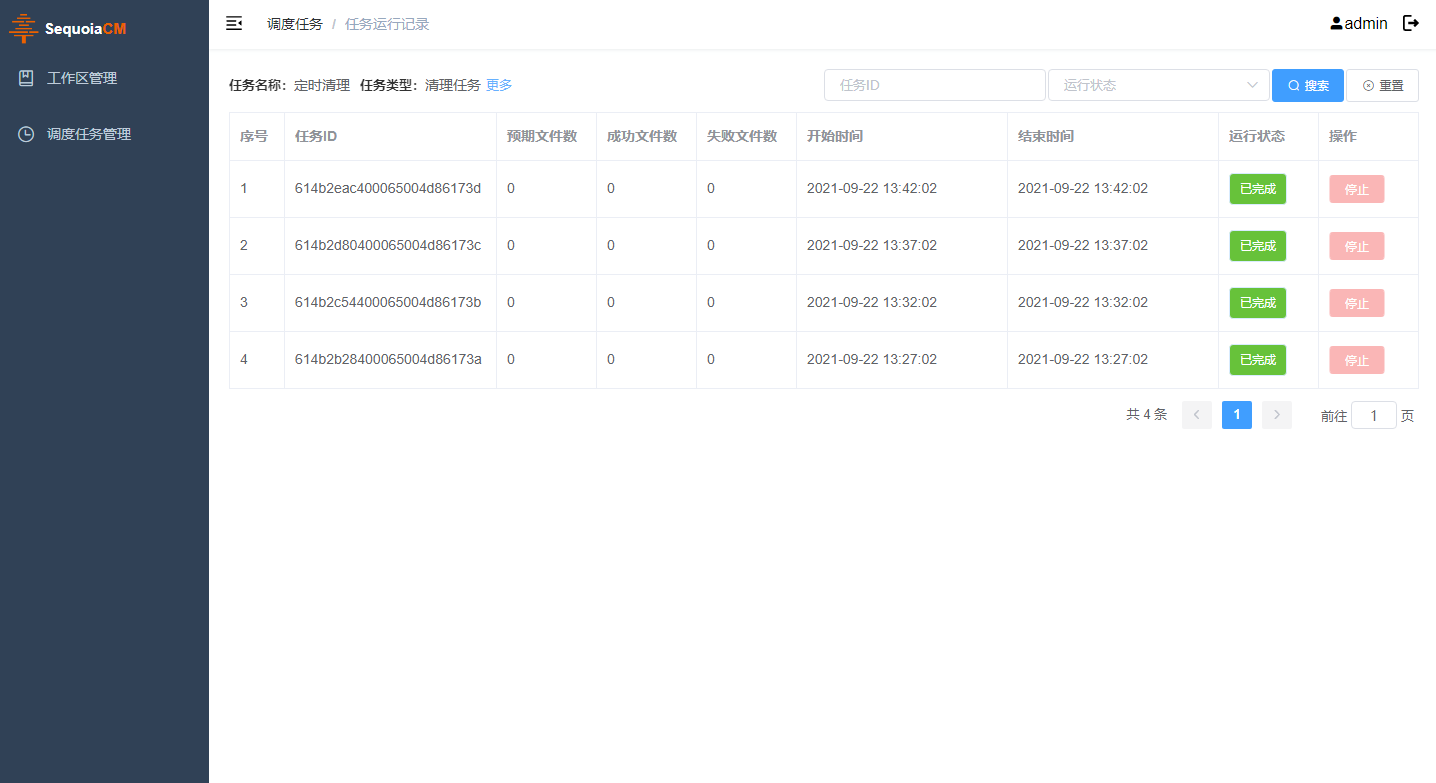 SequoiaCM
工作区管理
调度任务管理
调度任务 / 任务运行记录
admin
任务名称： 定时清理 任务类型： 清理任务 更多
任务ID
运行状态
搜索
重置
序号 任务ID 预期文件数 成功文件数 失败文件数 开始时间 结束时间 运行状态 操作
1 614b2eac400065004d86173d 0 0 0 2021-09-22 13:42:02 2021-09-22 13:42:02 已完成 停止
2 614b2d80400065004d86173c 0 0 0 2021-09-22 13:37:02 2021-09-22 13:37:02 已完成 停止
3 614b2c54400065004d86173b 0 0 0 2021-09-22 13:32:02 2021-09-22 13:32:02 已完成 停止
4 614b2b28400065004d86173a 0 0 0 2021-09-22 13:27:02 2021-09-22 13:27:02 已完成 停止
共 4 条 1 前往 1 页